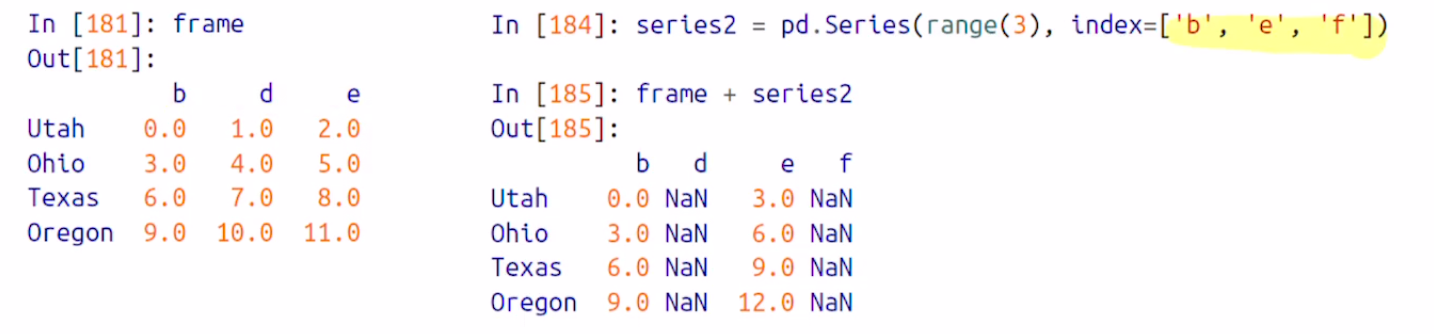 In [181]: frame
Out[181]:
b d e
Utah 0.0 1.0 2.0
Ohio 3.0 4.0 5.0
Texas 6.0 7.0 8.0
Oregon 9.0 10.0 11.0
In [184]: series2 = pd.Series(range(3), index=['b', 'e', 'f'])
In [185]: frame + series2
Out[185]:
b d e f
Utah 0.0 NaN 3.0 NaN
Ohio 3.0 NaN 6.0 NaN
Texas 6.0 NaN 9.0 NaN
Oregon 9.0 NaN 12.0 NaN